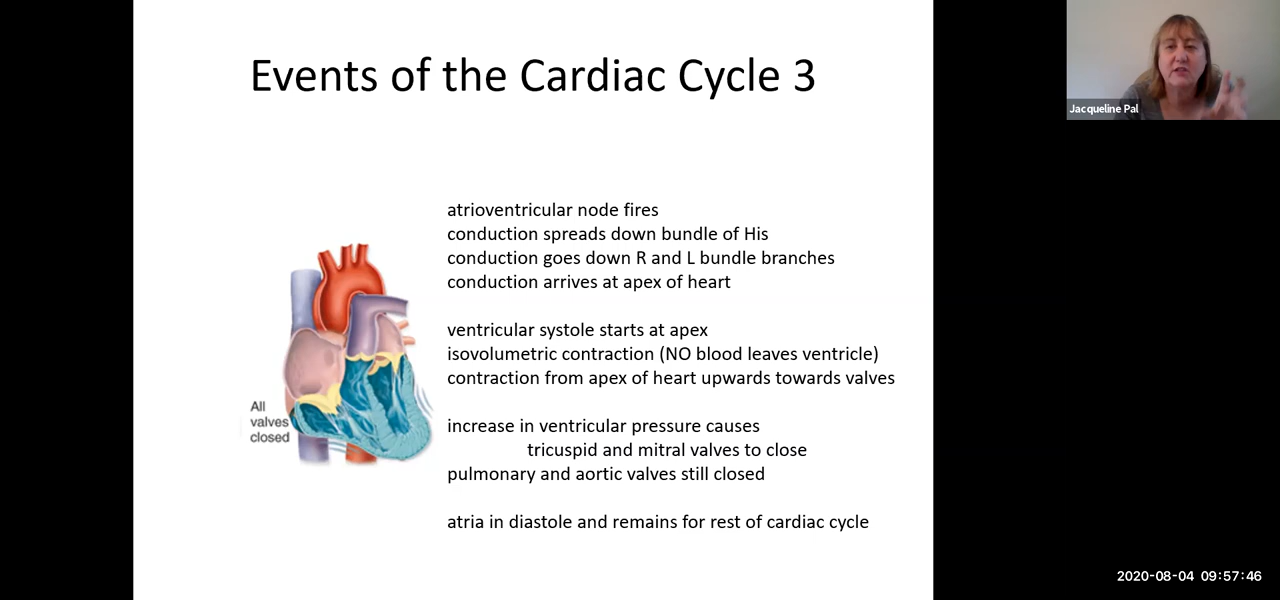 Events of the Cardiac Cycle 3
Jacqueline Pal
atrioventricular node fires
conduction spreads down bundle of His
conduction goes down R and L bundle branches
conduction arrives at apex of heart
ventricular systole starts at apex
isovolumetric contraction (NO blood leaves ventricle)
contraction from apex of heart upwards towards valves
All
valves
closed
increase in ventricular pressure causes
tricuspid and mitral valves to close
pulmonary and aortic valves still closed
atria in diastole and remains for rest of cardiac cycle
2020-08-04 09:57:46